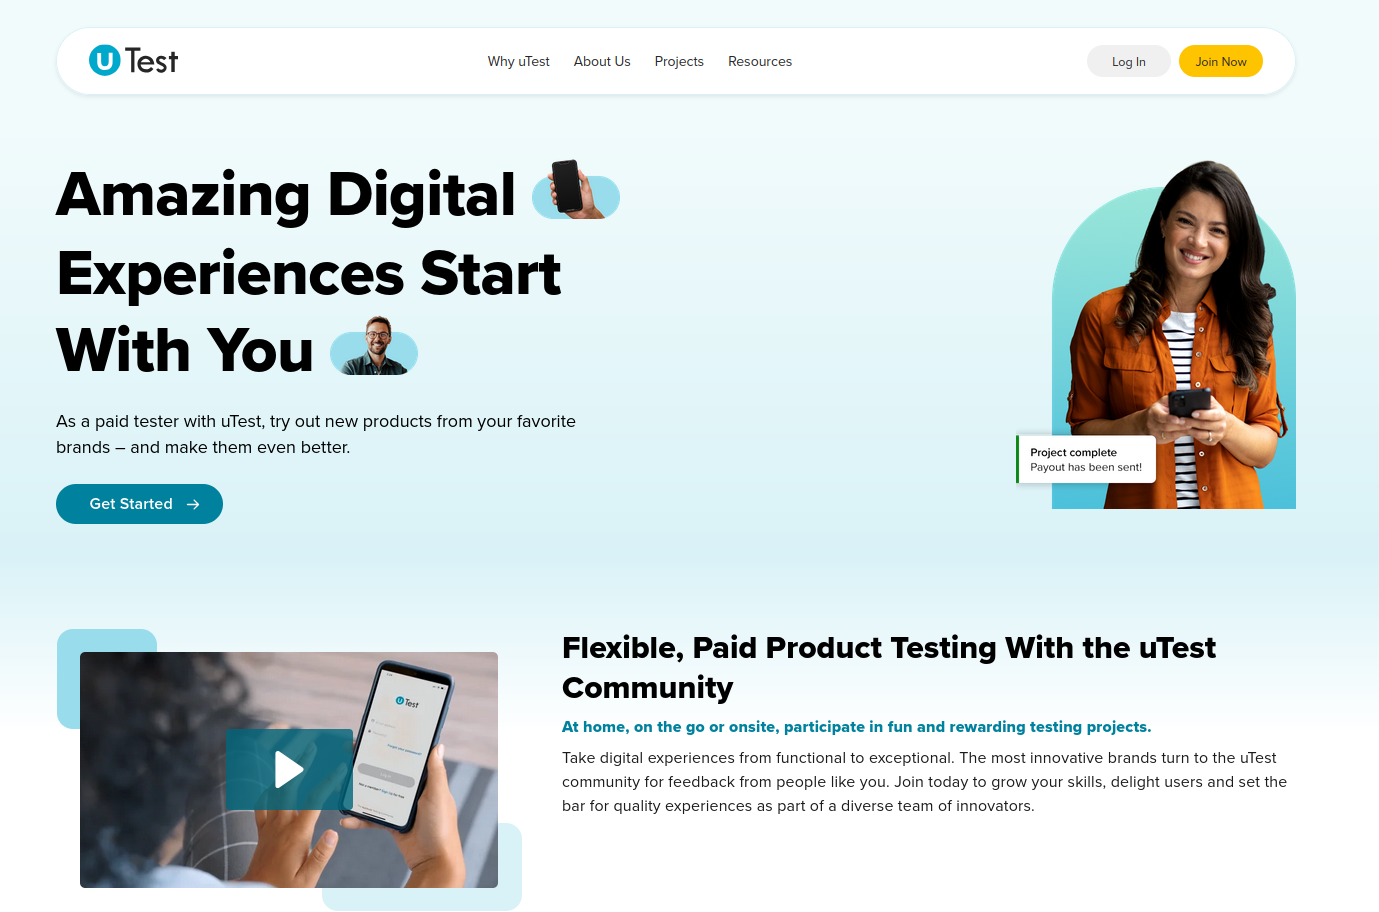 uTest
Why uTest
About Us
Projects
Resources
Log In
Join Now
Amazing Digital
Experiences Start
With You
As a paid tester with uTest, try out new products from your favorite
brands – and make them even better.
Get Started
Project complete
Payout has been sent!
uTest
Flexible, Paid Product Testing With the uTest
Community
At home, on the go or onsite, participate in fun and rewarding testing projects.
Take digital experiences from functional to exceptional. The most innovative brands turn to the uTest
community for feedback from people like you. Join today to grow your skills, delight users and set the
bar for quality experiences as part of a diverse team of innovators.